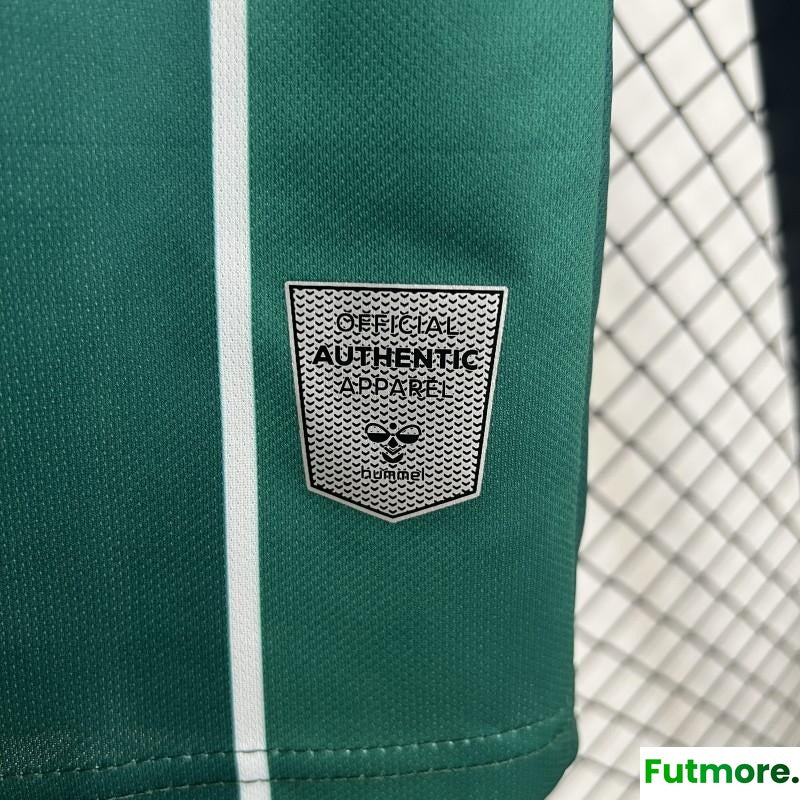 OFFICIAL
AUTHENTIC
APPAREL
hummel
Futmore.